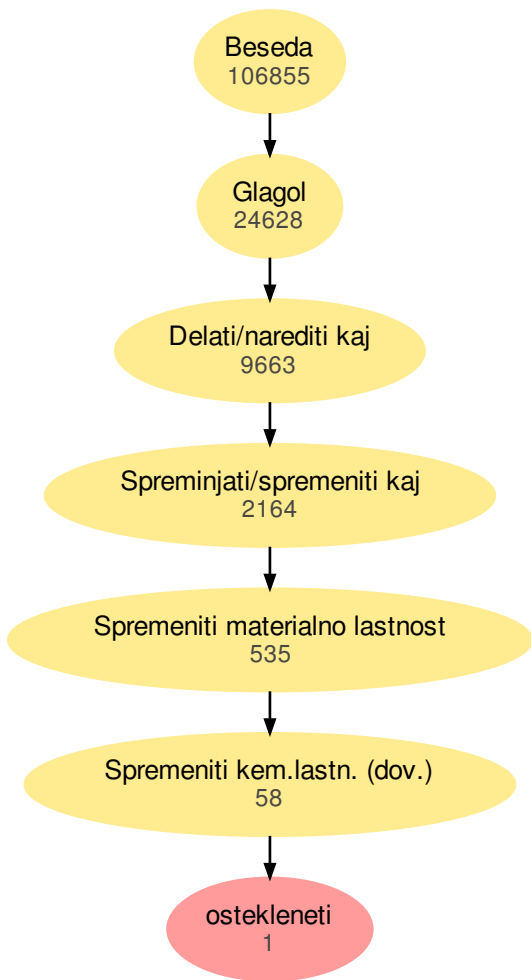 Beseda
106855
Glagol
24628
Delati/narediti kaj
9663
Spreminjati/spremeniti kaj
2164
Spremeniti materialno lastnost
535
Spremeniti kem.lastn. (dov.)
58
ostekleneti
1